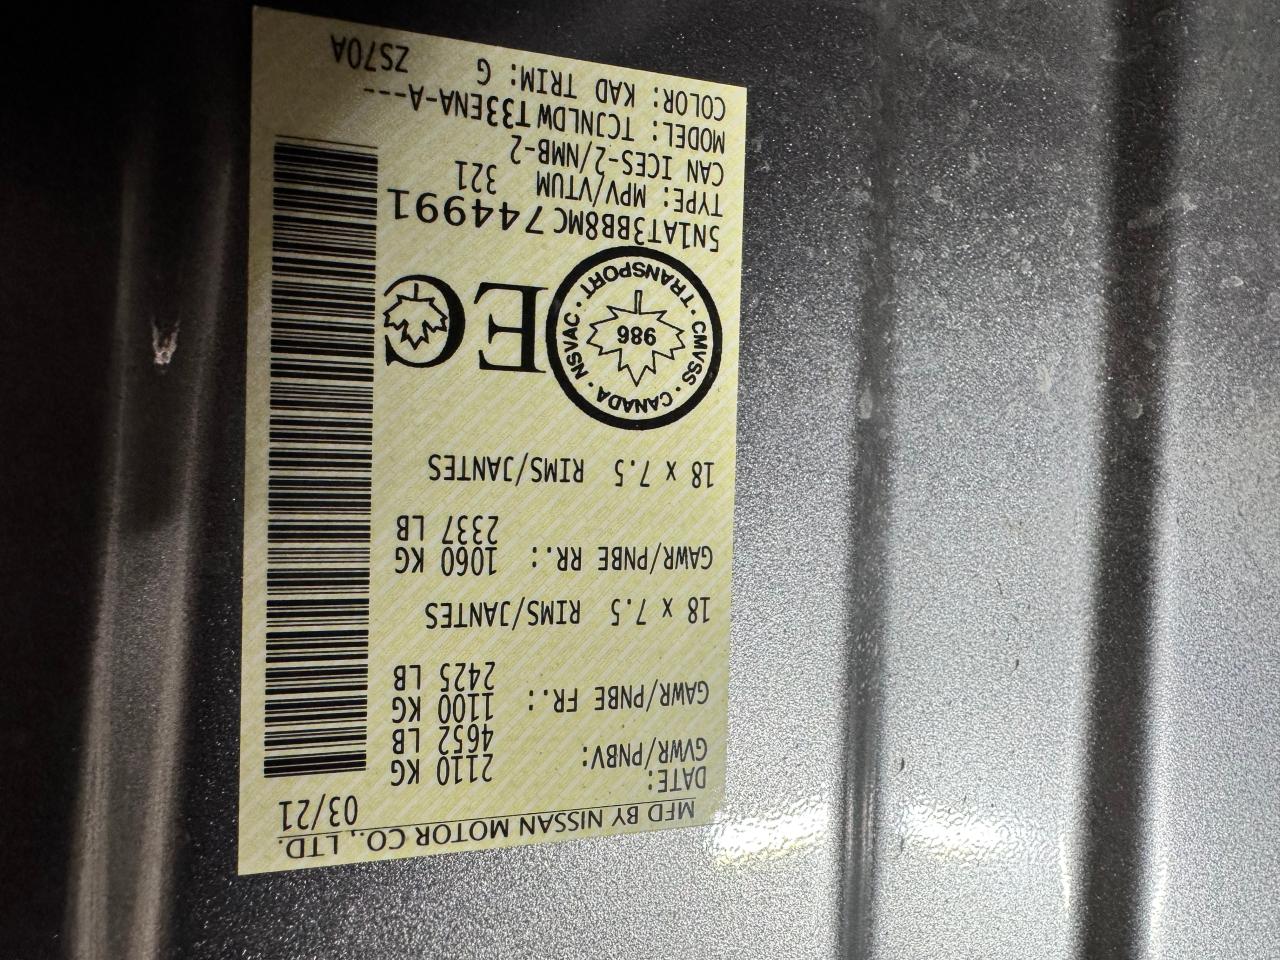 MFD BY NISSAN MOTOR CO., LTD.
DATE: 03/21
GVWR/PNBV: 2110 KG
4652 LB
GAWR/PNBE FR.: 1100 KG
2425 LB
18 x 7.5 RIMS/JANTES
GAWR/PNBE RR.: 1060 KG
2337 LB
18 x 7.5 RIMS/JANTES
TRANSPORT · CMVSS · CANADA · NSVAC ·
986
EC
5N1AT3BB8MC744991
TYPE: MPV/VTUM 321
CAN ICES-2/NMB-2
MODEL: TCJNLDWT33ENA-A---
COLOR: KAD TRIM: G ZS70A